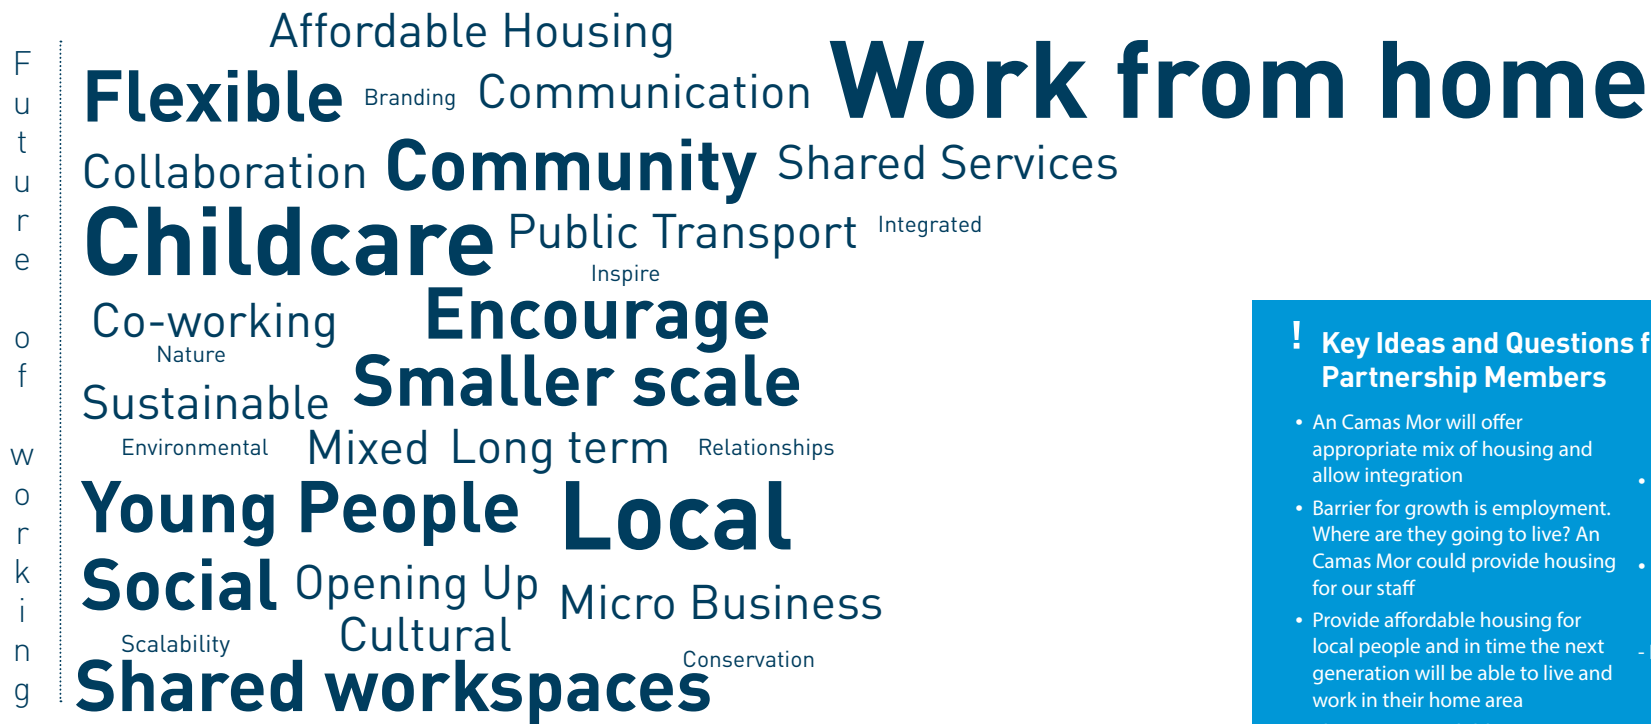 Future of working
Affordable Housing
Flexible Branding Communication Work from home
Collaboration Community Shared Services
Childcare Public Transport Integrated
Inspire
Co-working Encourage
Nature
Sustainable Smaller scale
Environmental Mixed Long term Relationships
Young People Local
Social Opening Up Micro Business
Scalability Cultural
Shared workspaces Conservation
! Key Ideas and Questions f
Partnership Members
• An Camas Mor will offer
appropriate mix of housing and
allow integration
• Barrier for growth is employment.
Where are they going to live? An
Camas Mor could provide housing
for our staff
• Provide affordable housing for
local people and in time the next
generation will be able to live and
work in their home area